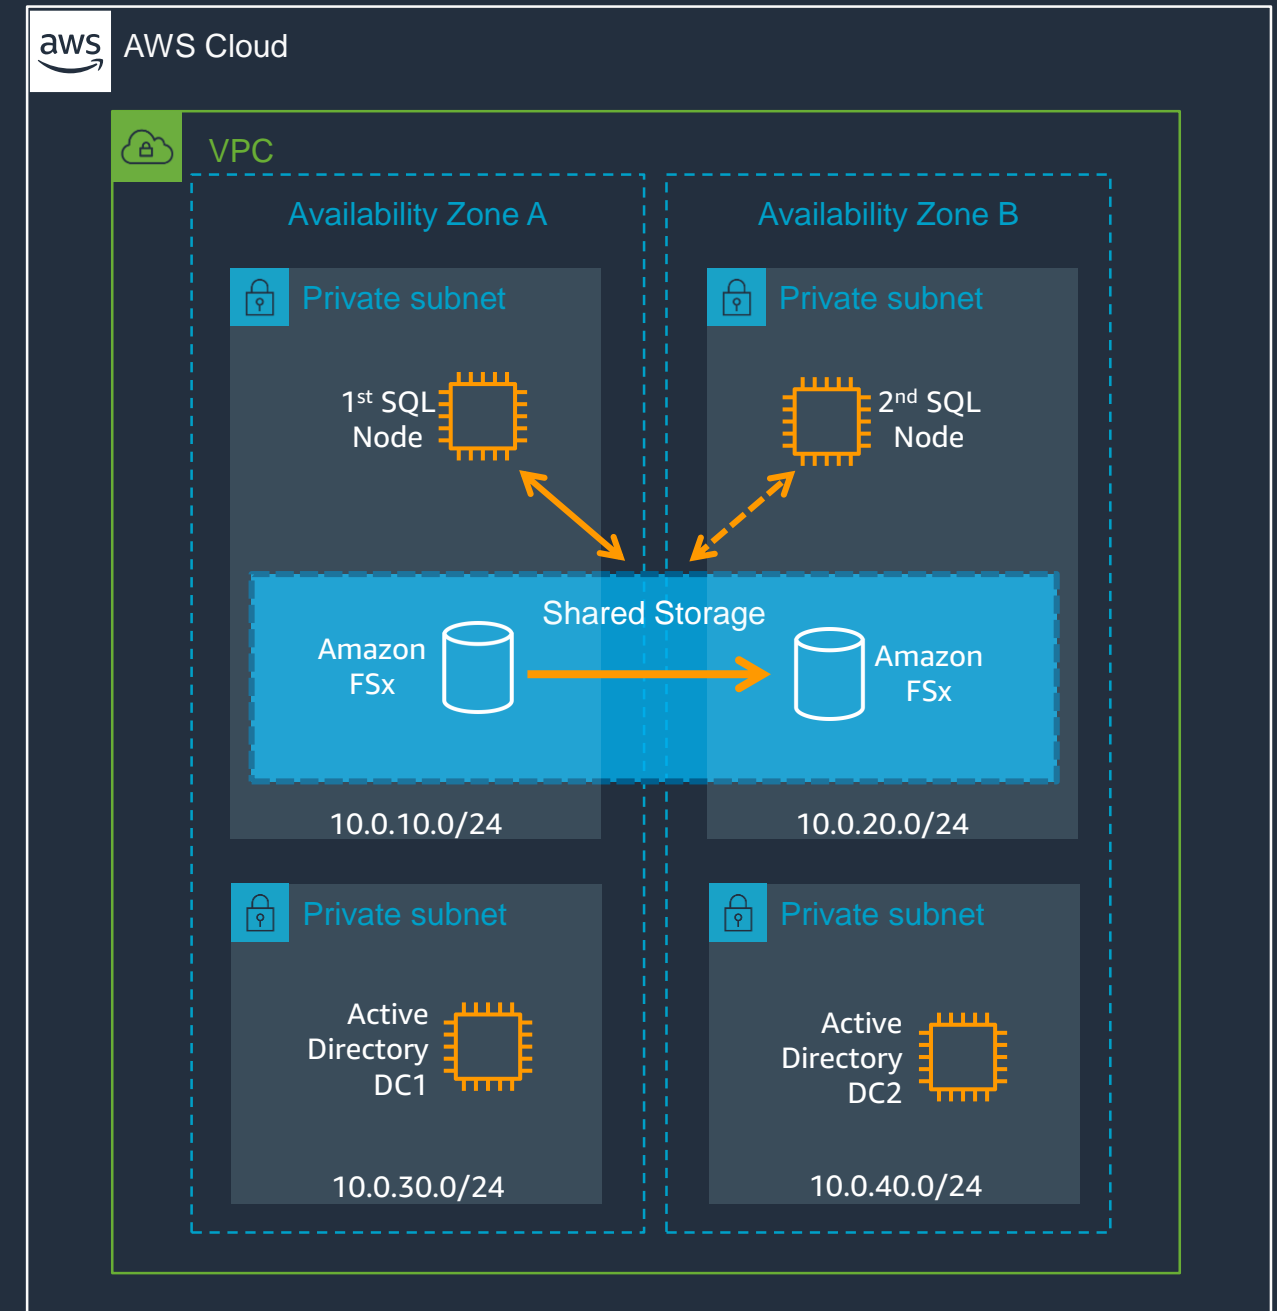 aws
AWS Cloud
VPC
Availability Zone A
Private subnet
1st SQL
Node
Availability Zone B
Private subnet
2nd SQL
Node
Shared Storage
Amazon
FSx
Amazon
FSx
10.0.10.0/24
10.0.20.0/24
Private subnet
Active
Directory
DC1
10.0.30.0/24
Private subnet
Active
Directory
DC2
10.0.40.0/24